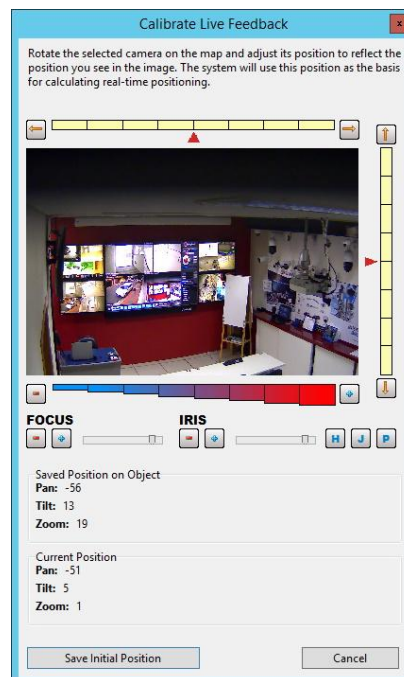 Calibrate Live Feedback
x
Rotate the selected camera on the map and adjust its position to reflect the
position you see in the image. The system will use this position as the basis
for calculating real-time positioning.
FOCUS
IRIS
H J P
Saved Position on Object
Pan: -56
Tilt: 13
Zoom: 19
Current Position
Pan: -51
Tilt: 5
Zoom: 1
Save Initial Position
Cancel